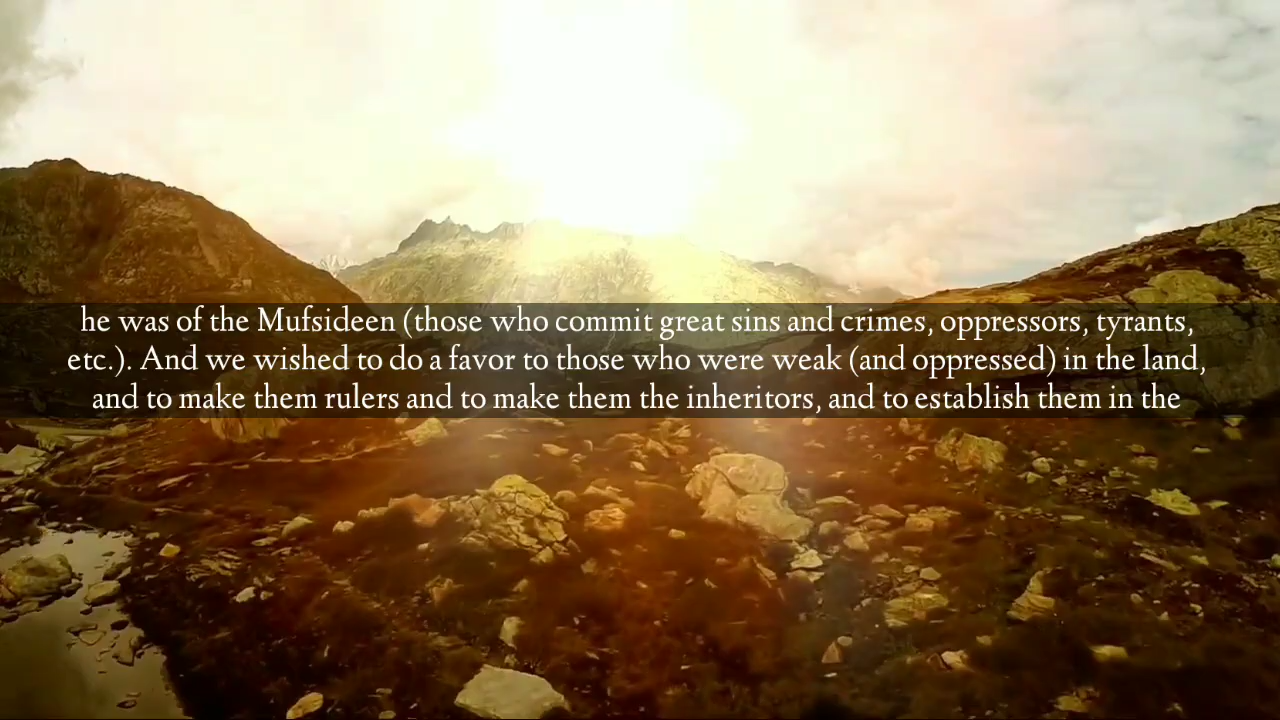 he was of the Mufsideen (those who commit great sins and crimes, oppressors, tyrants,
etc.). And we wished to do a favor to those who were weak (and oppressed) in the land,
and to make them rulers and to make them the inheritors, and to establish them in the